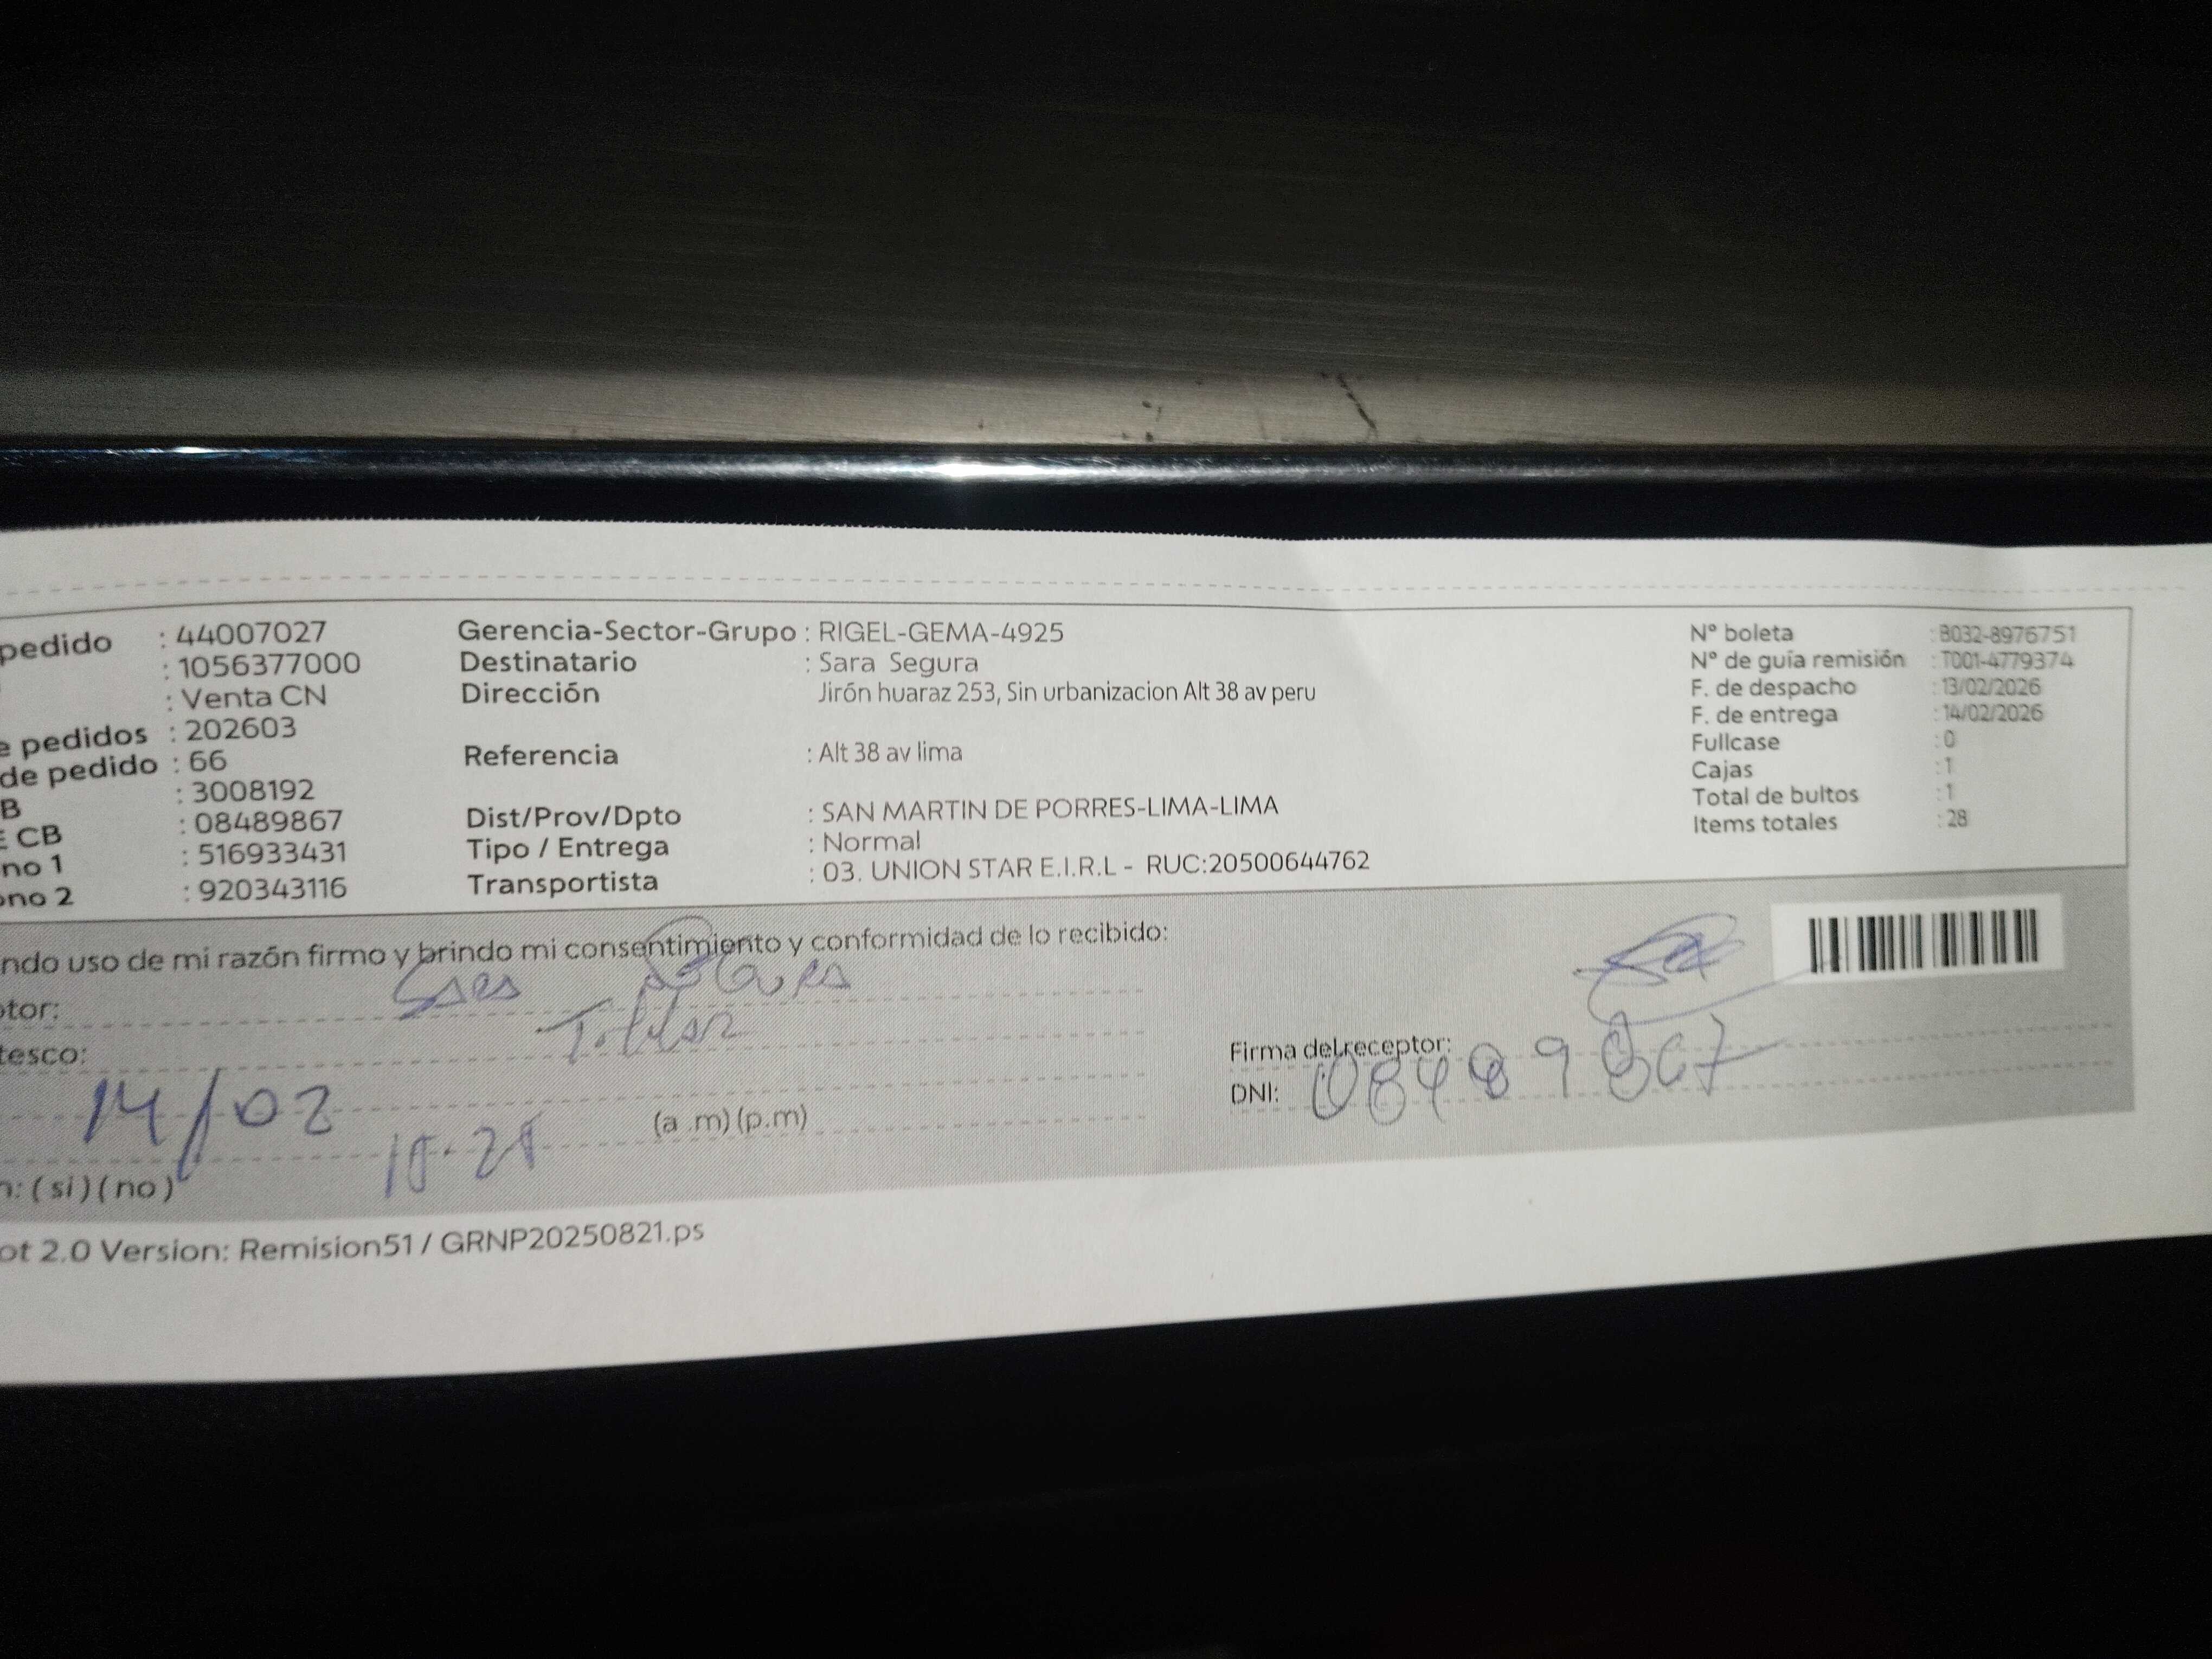 pedido : 44007027
: 1056377000
: Venta CN
e pedidos : 202603
de pedido : 66
B : 3008192
E CB : 08489867
no 1 : 516933431
ono 2 : 920343116
Gerencia-Sector-Grupo : RIGEL-GEMA-4925
Destinatario : Sara Segura
Dirección Jirón huaraz 253, Sin urbanizacion Alt 38 av peru
Referencia : Alt 38 av lima
Dist/Prov/Dpto : SAN MARTIN DE PORRES-LIMA-LIMA
Tipo / Entrega : Normal
Transportista : 03. UNION STAR E.I.R.L - RUC:20500644762
N° boleta : B032-8976751
N° de guía remisión : T001-4779374
F. de despacho : 13/02/2026
F. de entrega : 14/02/2026
Fullcase : 0
Cajas : 1
Total de bultos : 1
Items totales : 28
ndo uso de mi razón firmo y brindo mi consentimiento y conformidad de lo recibido:
otor:
tesco:
14/02
(a .m) (p.m)
n: ( si ) ( no )
Firma del receptor:
DNI: 08489867
ot 2.0 Version: Remision51 / GRNP20250821.ps